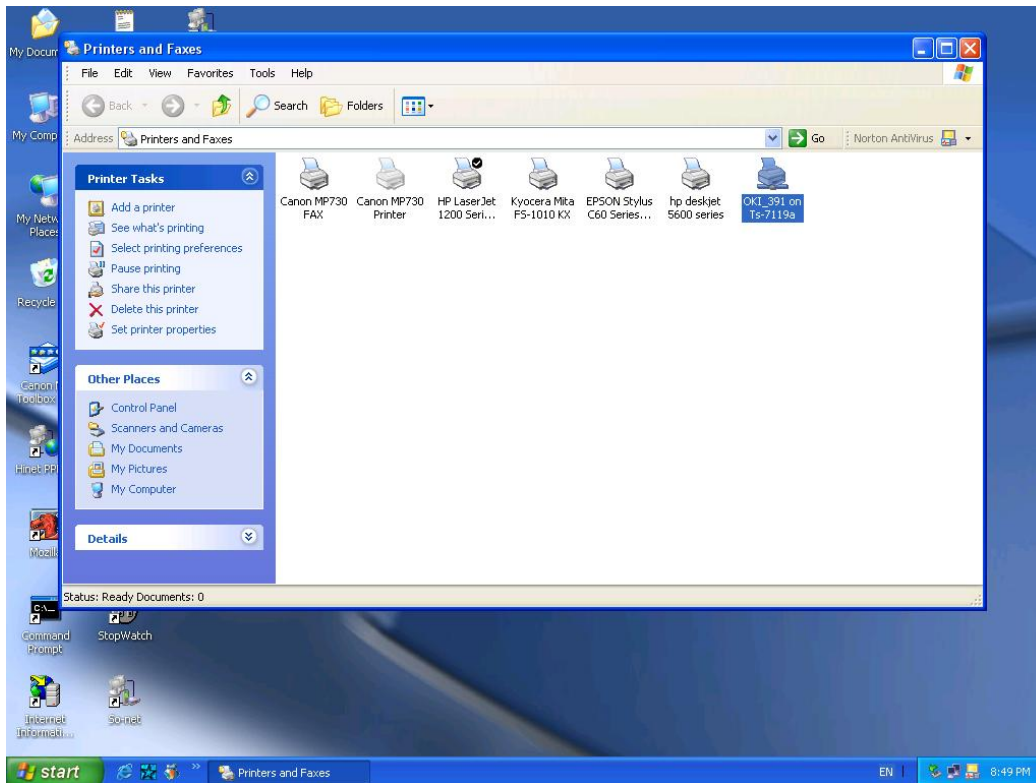 My Docum
Printers and Faxes
File Edit View Favorites Tools Help
Back
Search
Folders
Address
Printers and Faxes
Go
Norton AntiVirus
My Comp
My Netw
Places
Recycle
Canon
Toolbox
Hinet PP
Mozill
Command
Prompt
StopWatch
Internet
Informati...
So-net
Printer Tasks
Add a printer
See what's printing
Select printing preferences
Pause printing
Share this printer
Delete this printer
Set printer properties
Other Places
Control Panel
Scanners and Cameras
My Documents
My Pictures
My Computer
Details
Canon MP730
FAX
Canon MP730
Printer
HP LaserJet
1200 Seri...
Kyocera Mita
FS-1010 KX
EPSON Stylus
C60 Series...
hp deskjet
5600 series
OKI_391 on
Ts-7119a
Status: Ready Documents: 0
start
Printers and Faxes
EN
8:49 PM